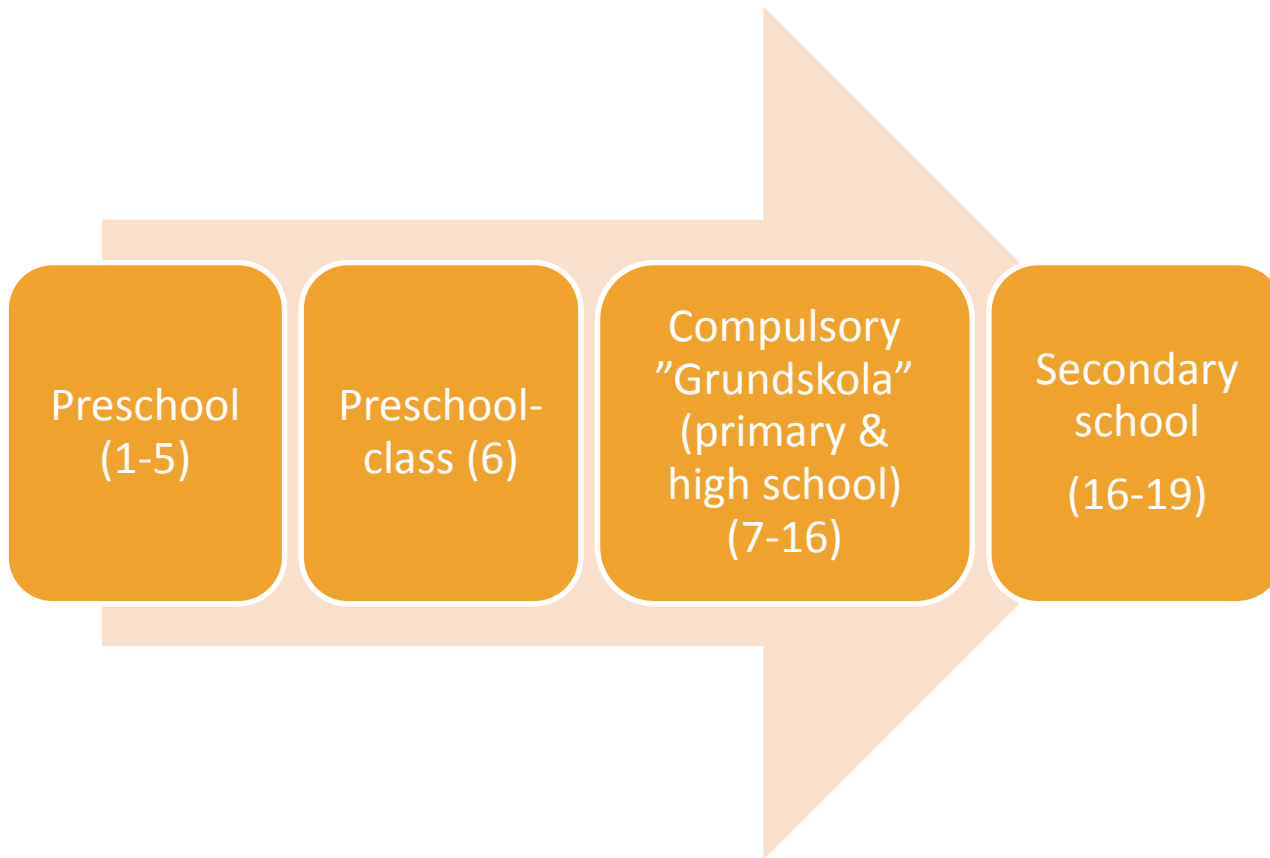 Preschool
(1-5)
Preschool-
class (6)
Compulsory
”Grundskola”
(primary &
high school)
(7-16)
Secondary
school
(16-19)